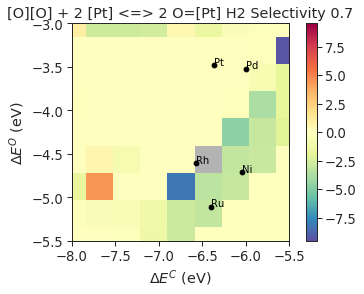 [O][O] + 2 [Pt] <=> 2 O=[Pt] H2 Selectivity 0.7
−3.0
−3.5
−4.0
−4.5
−5.0
−5.5
ΔE^O (eV)
Pt
Pd
Rh
Ni
Ru
−8.0 −7.5 −7.0 −6.5 −6.0 −5.5
ΔE^C (eV)
7.5
5.0
2.5
0.0
−2.5
−5.0
−7.5